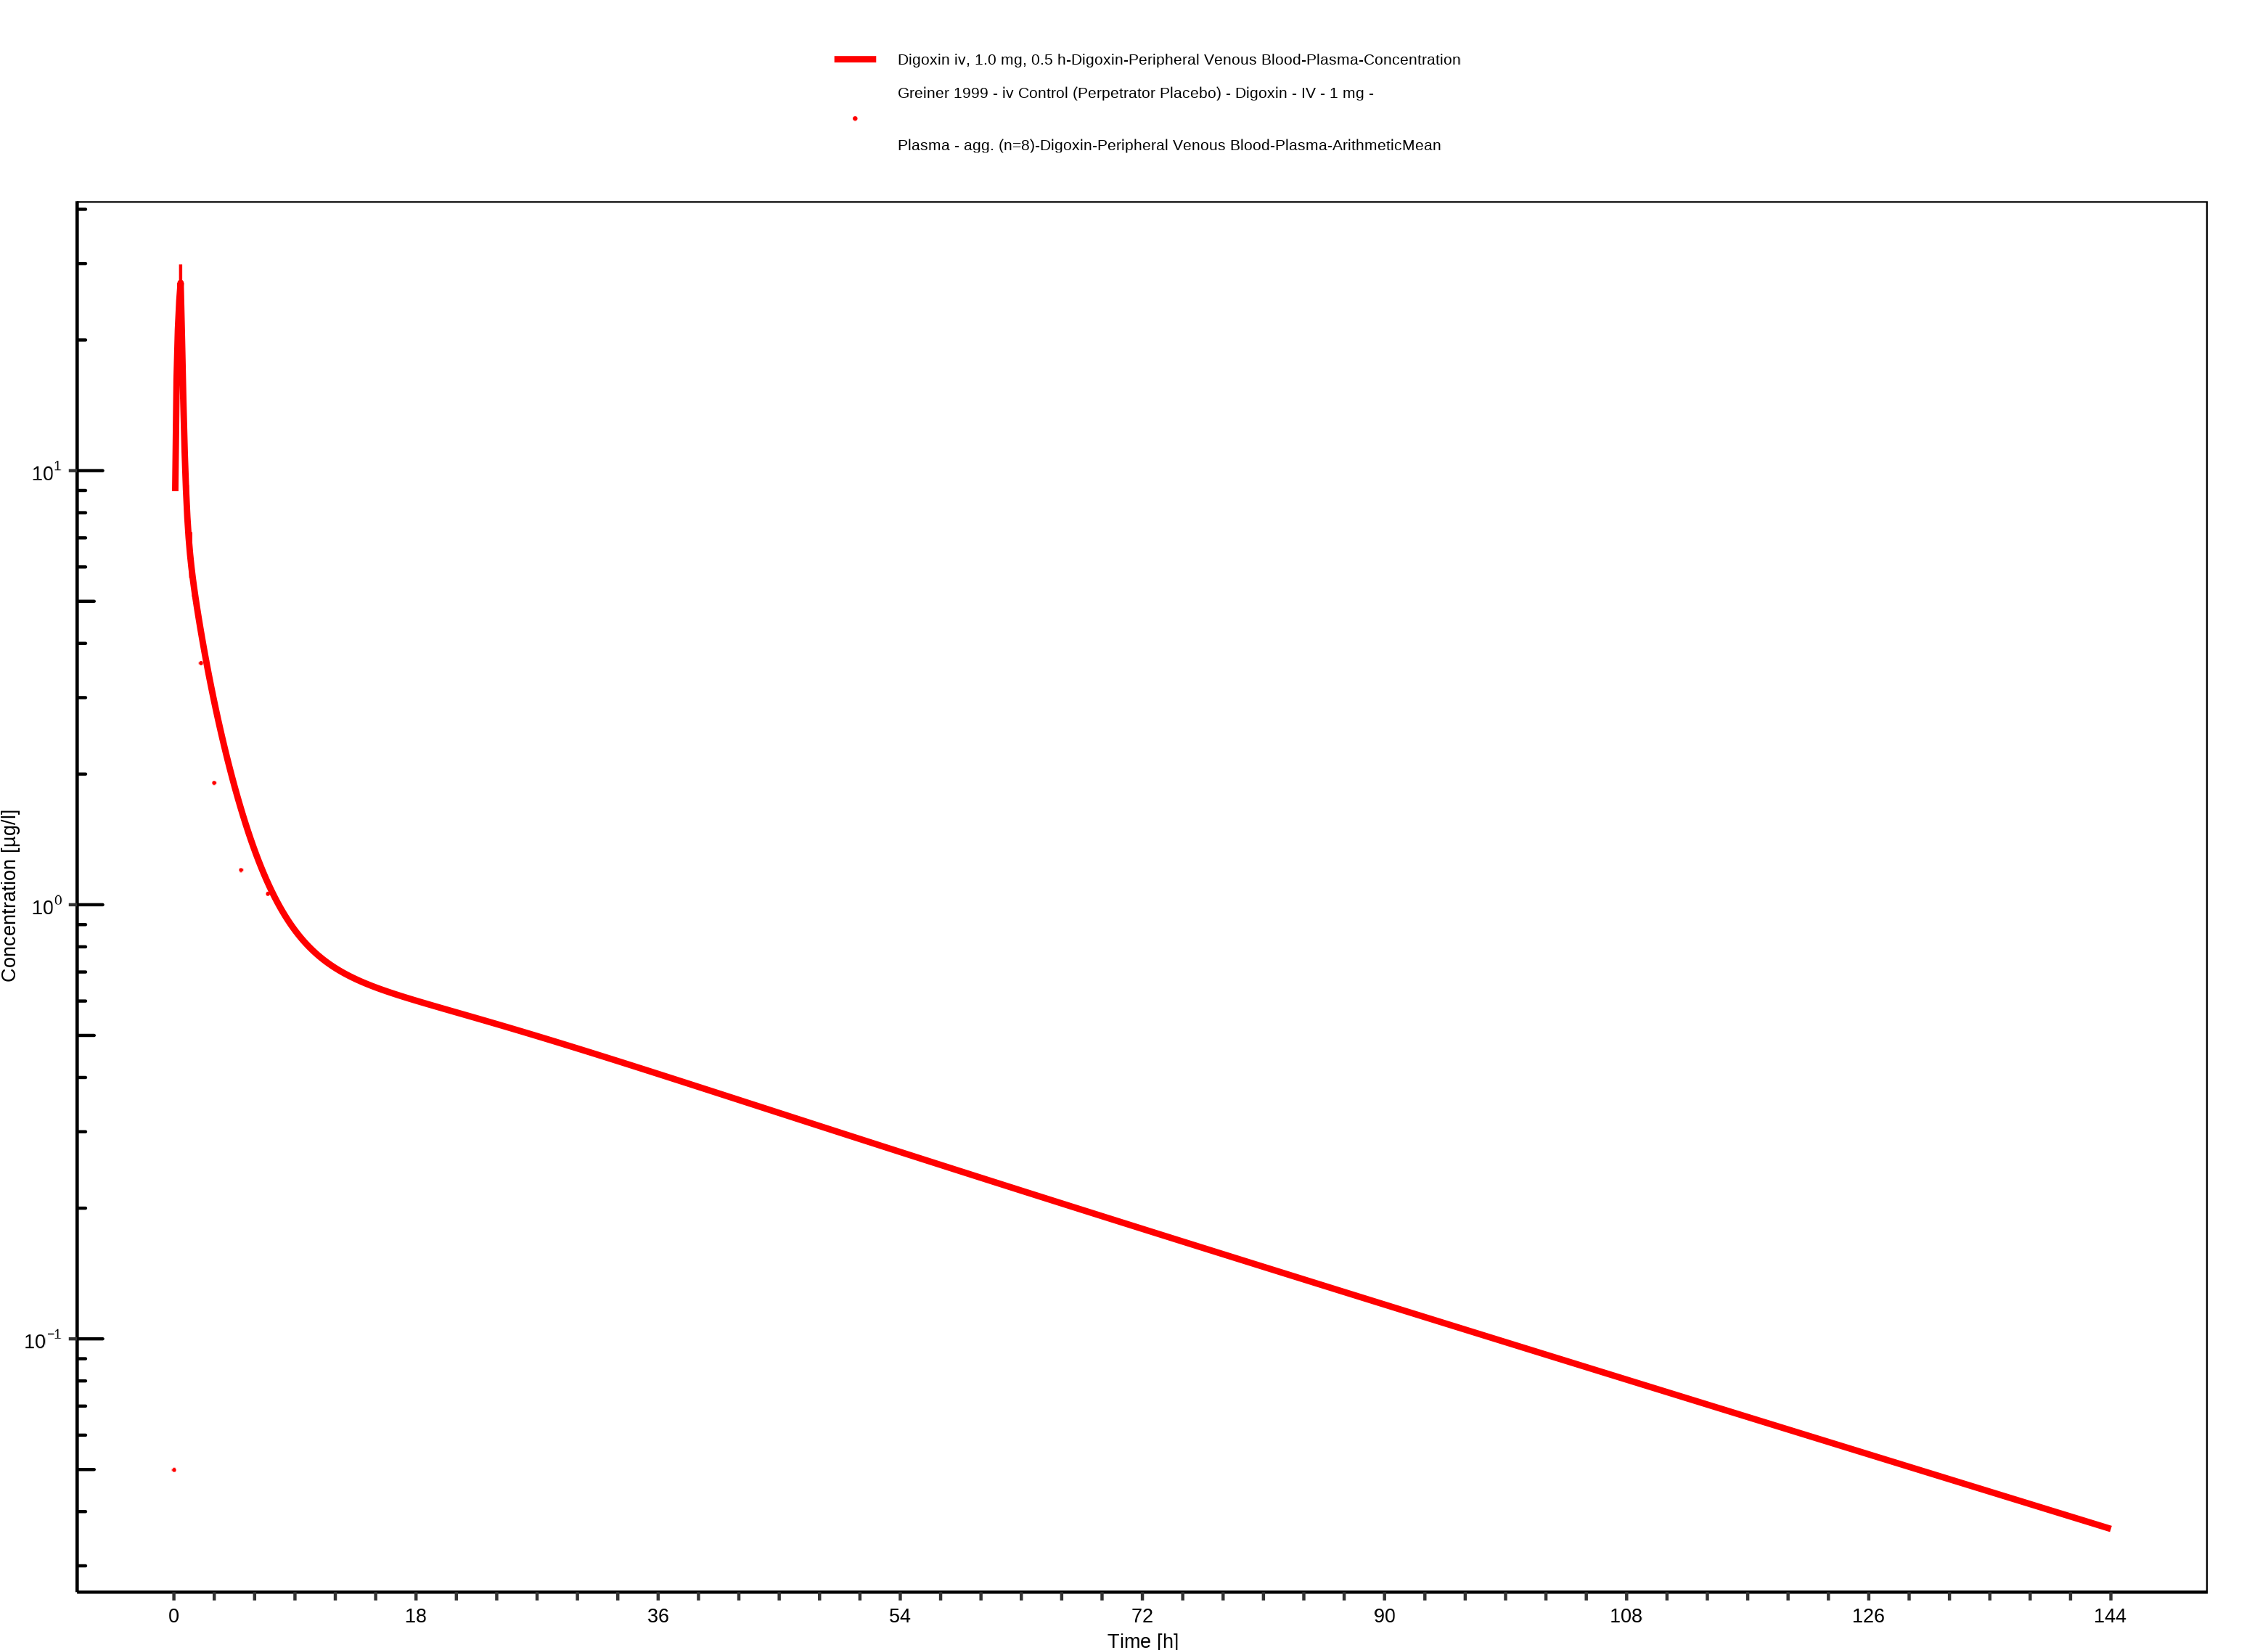 Digoxin iv, 1.0 mg, 0.5 h-Digoxin-Peripheral Venous Blood-Plasma-Concentration
Greiner 1999 - iv Control (Perpetrator Placebo) - Digoxin - IV - 1 mg -
Plasma - agg. (n=8)-Digoxin-Peripheral Venous Blood-Plasma-ArithmeticMean
10¹
10⁰
10⁻¹
Concentration [µg/l]
0 18 36 54 72 90 108 126 144
Time [h]